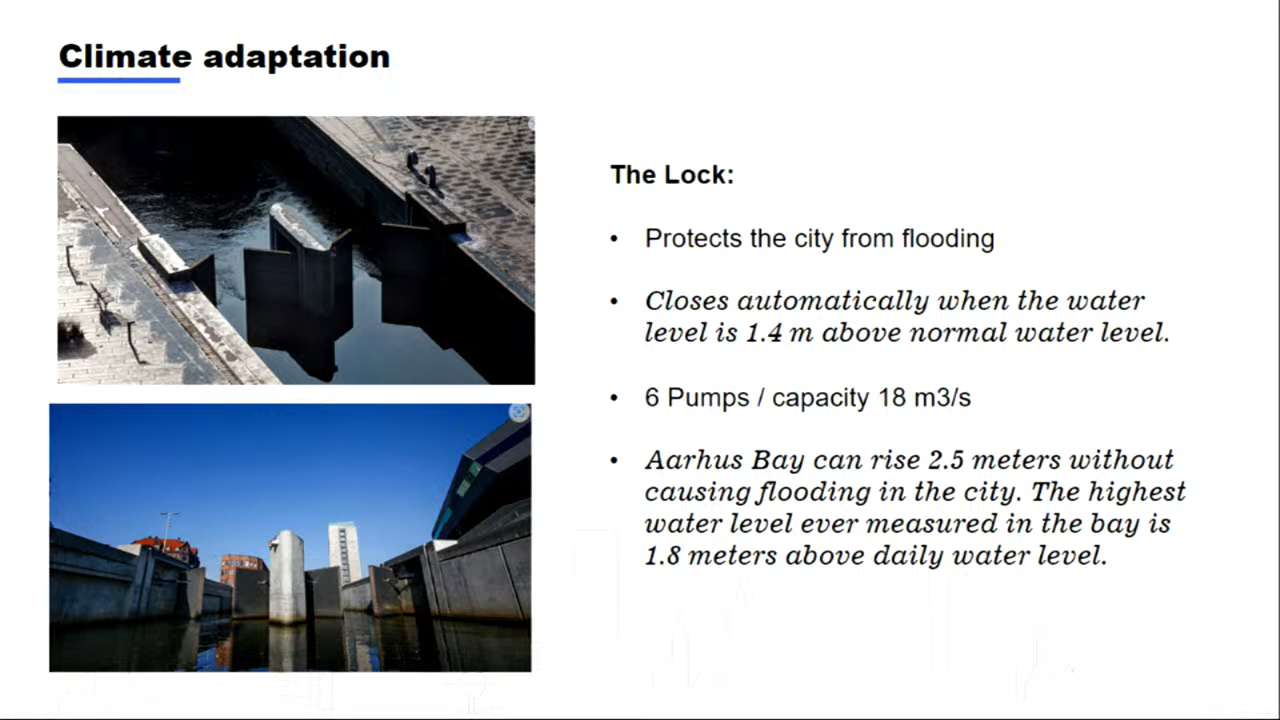 Climate adaptation
The Lock:
• Protects the city from flooding
• Closes automatically when the water
level is 1.4 m above normal water level.
• 6 Pumps / capacity 18 m3/s
• Aarhus Bay can rise 2.5 meters without
causing flooding in the city. The highest
water level ever measured in the bay is
1.8 meters above daily water level.